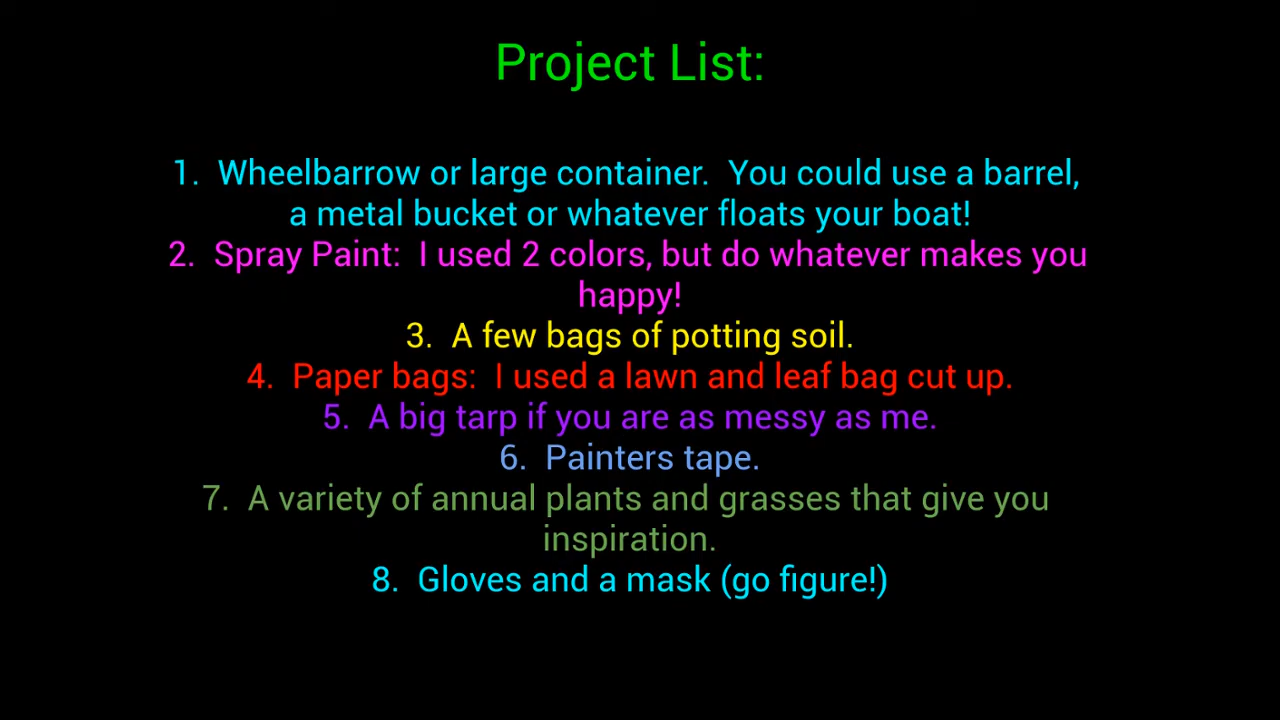 Project List:
1.  Wheelbarrow or large container.  You could use a barrel,
a metal bucket or whatever floats your boat!
2.  Spray Paint:  I used 2 colors, but do whatever makes you
happy!
3.  A few bags of potting soil.
4.  Paper bags:  I used a lawn and leaf bag cut up.
5.  A big tarp if you are as messy as me.
6.  Painters tape.
7.  A variety of annual plants and grasses that give you
inspiration.
8.  Gloves and a mask (go figure!)